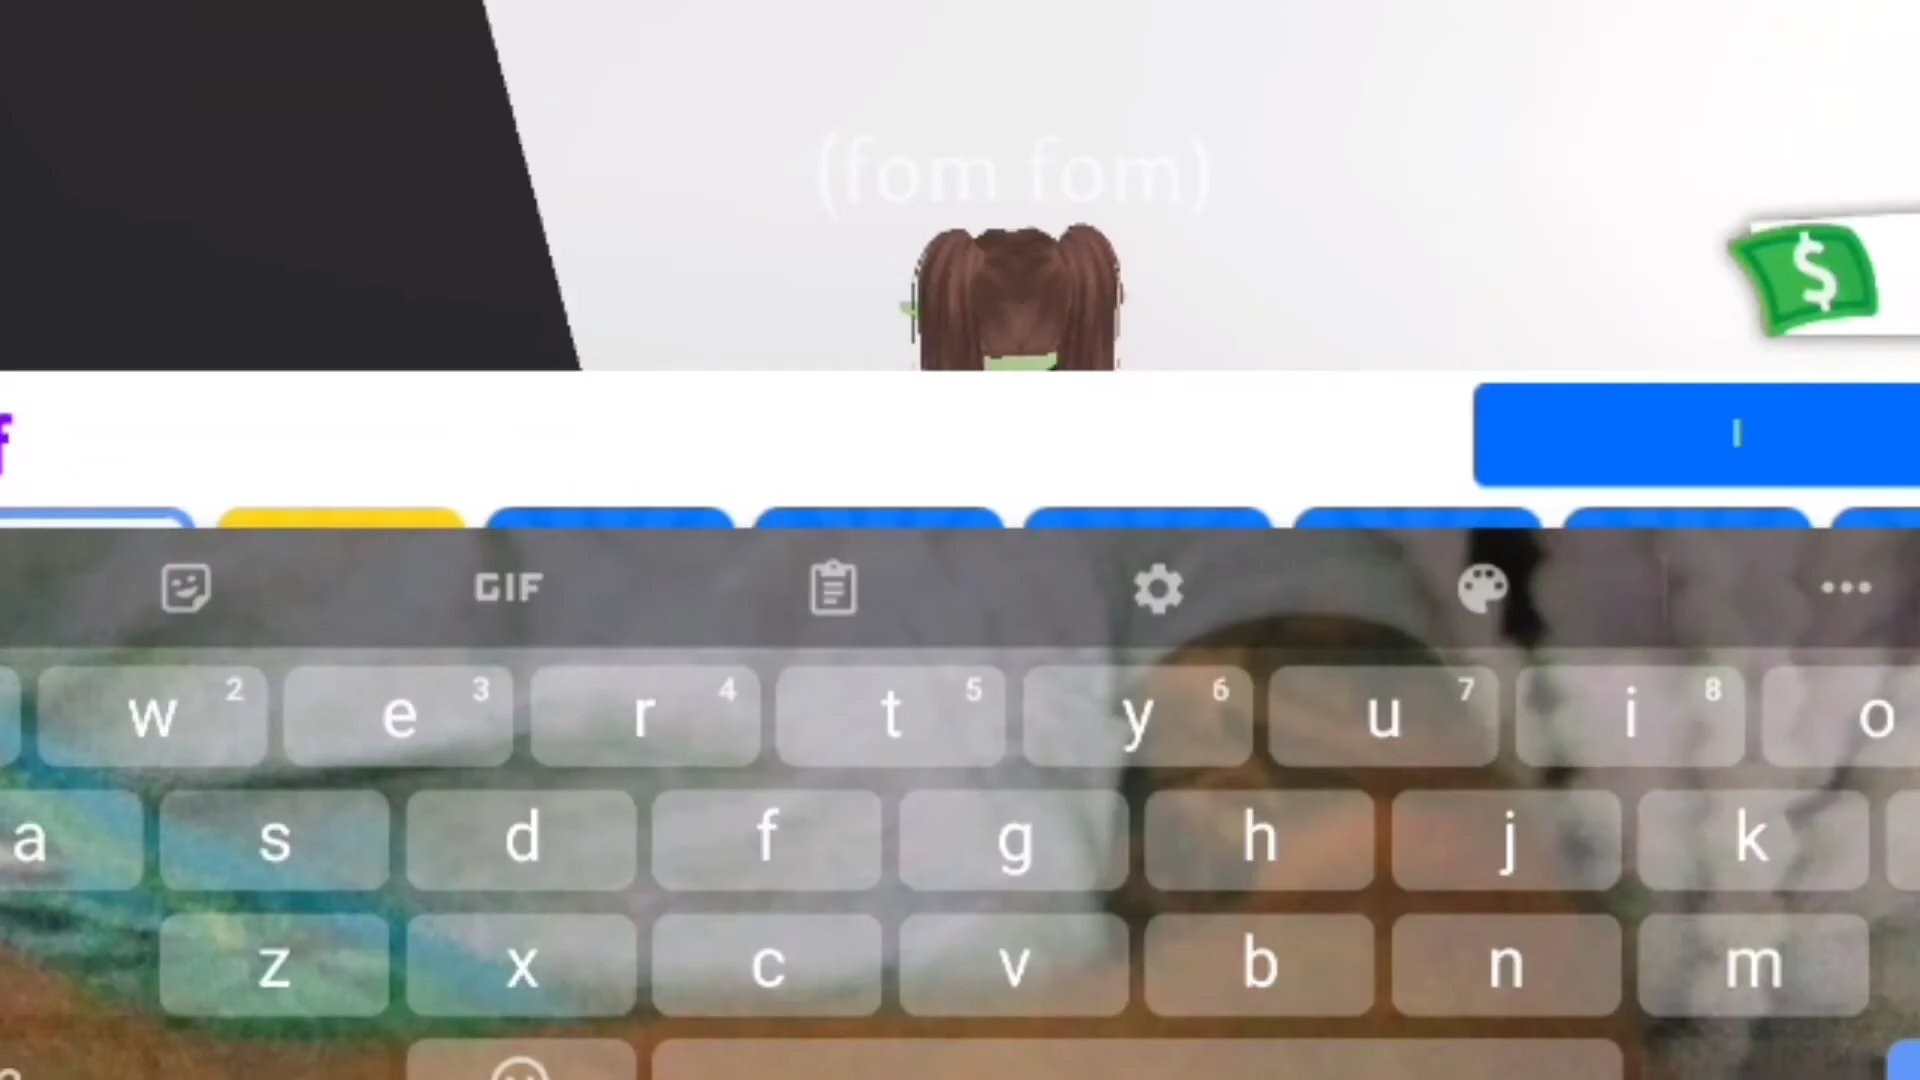 (fom fom)
$
f
GIF
w 2 e 3 r 4 t 5 y 6 u 7 i 8 o
a s d f g h j k
z x c v b n m